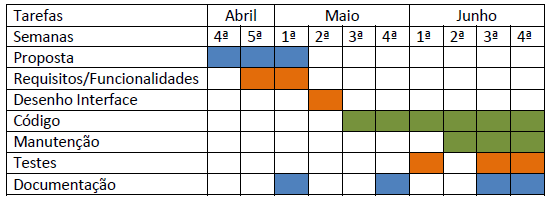 Tarefas Abril Maio Junho
Semanas 4ª 5ª 1ª 2ª 3ª 4ª 1ª 2ª 3ª 4ª
Proposta
Requisitos/Funcionalidades
Desenho Interface
Código
Manutenção
Testes
Documentação